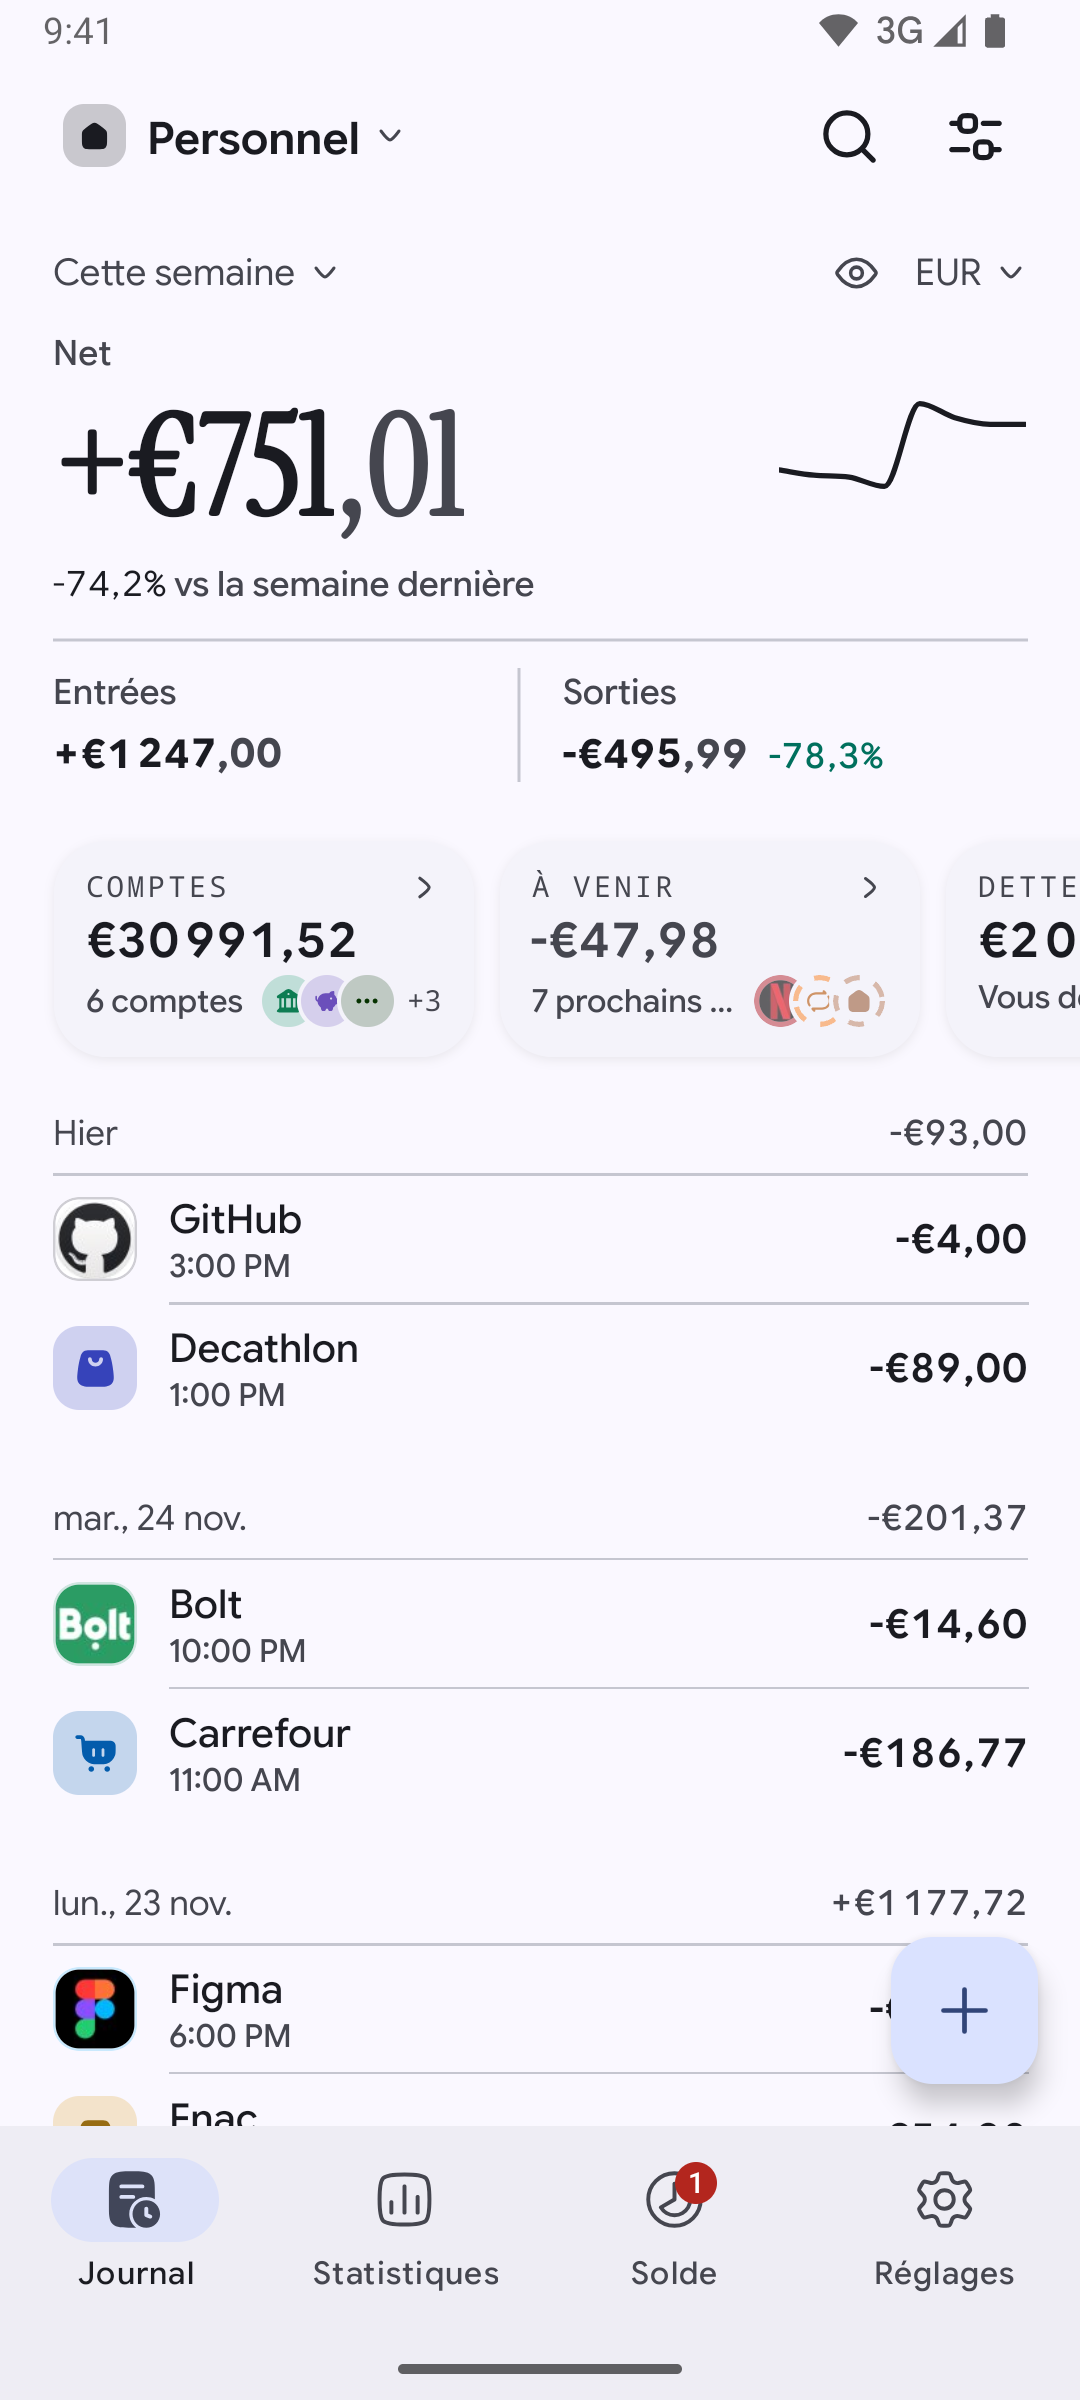 9:41
3G
Personnel
Cette semaine
EUR
Net
+€751,01
-74,2% vs la semaine dernière
Entrées
Sorties
+€1 247,00
-€495,99 -78,3%
COMPTES
€30 991,52
6 comptes
+3
À VENIR
-€47,98
7 prochains ...
€20
Vous
Hier
-€93,00
GitHub
3:00 PM
-€4,00
Decathlon
1:00 PM
-€89,00
mar., 24 nov.
-€201,37
Bolt
Bolt
10:00 PM
-€14,60
Carrefour
11:00 AM
-€186,77
lun., 23 nov.
+€1 177,72
Figma
6:00 PM
Fnac
Journal
Statistiques
1
Solde
Réglages